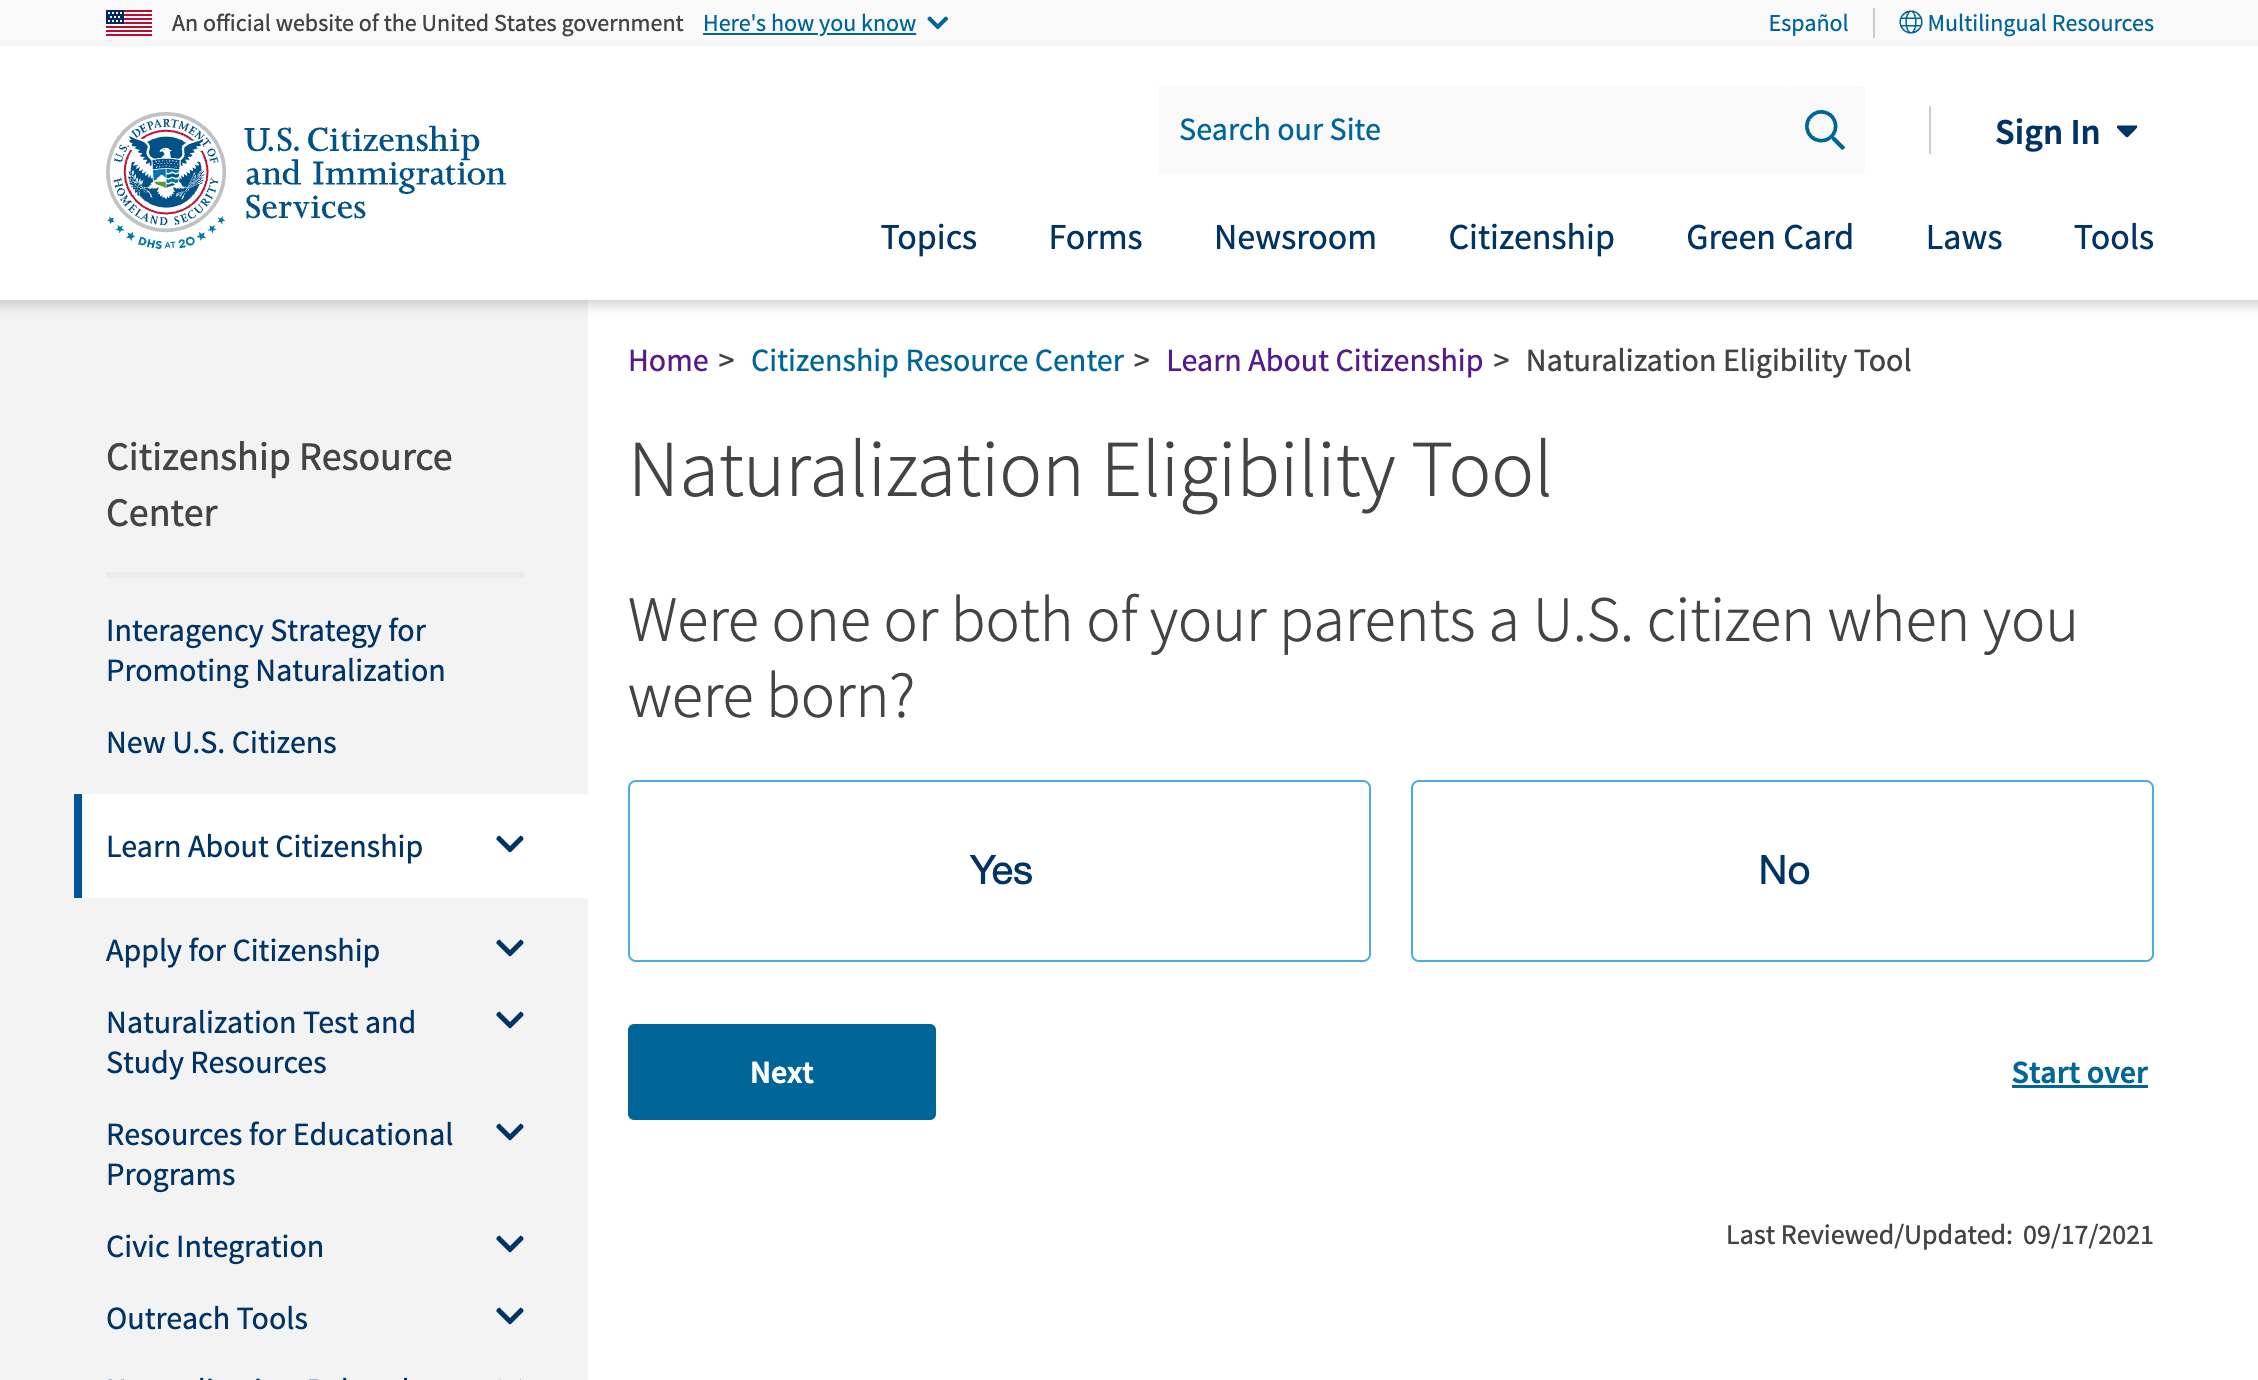 An official website of the United States government Here's how you know
Español
Multilingual Resources
U.S. DEPARTMENT OF HOMELAND SECURITY
DHS AT 20
U.S. Citizenship
and Immigration
Services
Search our Site
Sign In
Topics Forms Newsroom Citizenship Green Card Laws Tools
Home > Citizenship Resource Center > Learn About Citizenship > Naturalization Eligibility Tool
Citizenship Resource
Center
Interagency Strategy for
Promoting Naturalization
New U.S. Citizens
Learn About Citizenship
Apply for Citizenship
Naturalization Test and
Study Resources
Resources for Educational
Programs
Civic Integration
Outreach Tools
Naturalization Eligibility Tool
Were one or both of your parents a U.S. citizen when you
were born?
Yes
No
Next
Start over
Last Reviewed/Updated: 09/17/2021